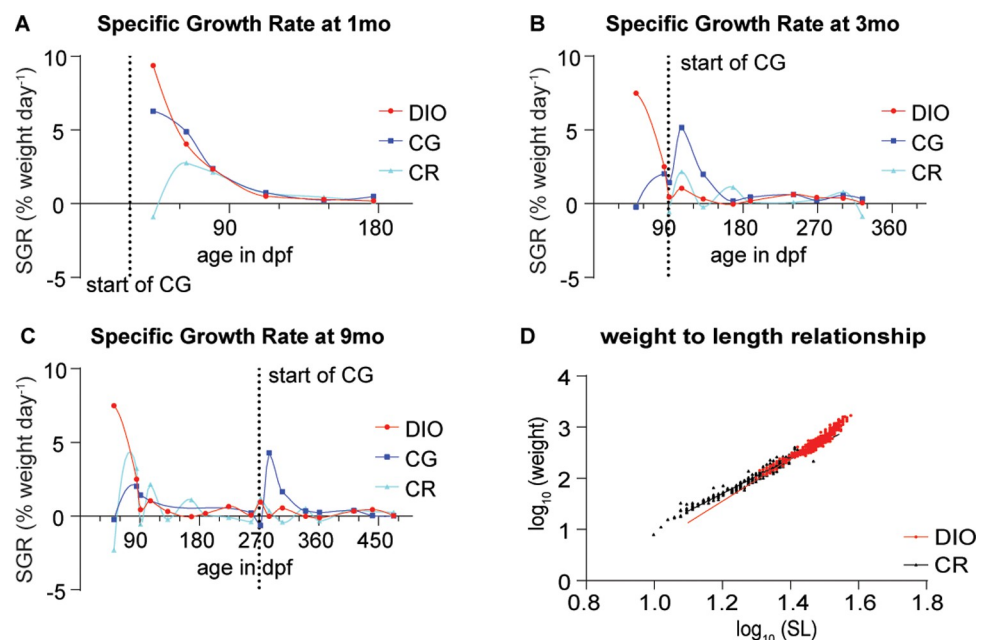 A Specific Growth Rate at 1mo
SGR (% weight day⁻¹)
10
5
0
-5
90
180
age in dpf
start of CG
DIO
CG
CR
B Specific Growth Rate at 3mo
SGR (% weight day⁻¹)
10
5
0
-5
start of CG
90
180
270
360
age in dpf
DIO
CG
CR
C Specific Growth Rate at 9mo
SGR (% weight day⁻¹)
10
5
0
-5
start of CG
90
180
270
360
450
age in dpf
DIO
CG
CR
D weight to length relationship
log₁₀ (weight)
4
3
2
1
0
0.8
1.0
1.2
1.4
1.6
1.8
log₁₀ (SL)
DIO
CR